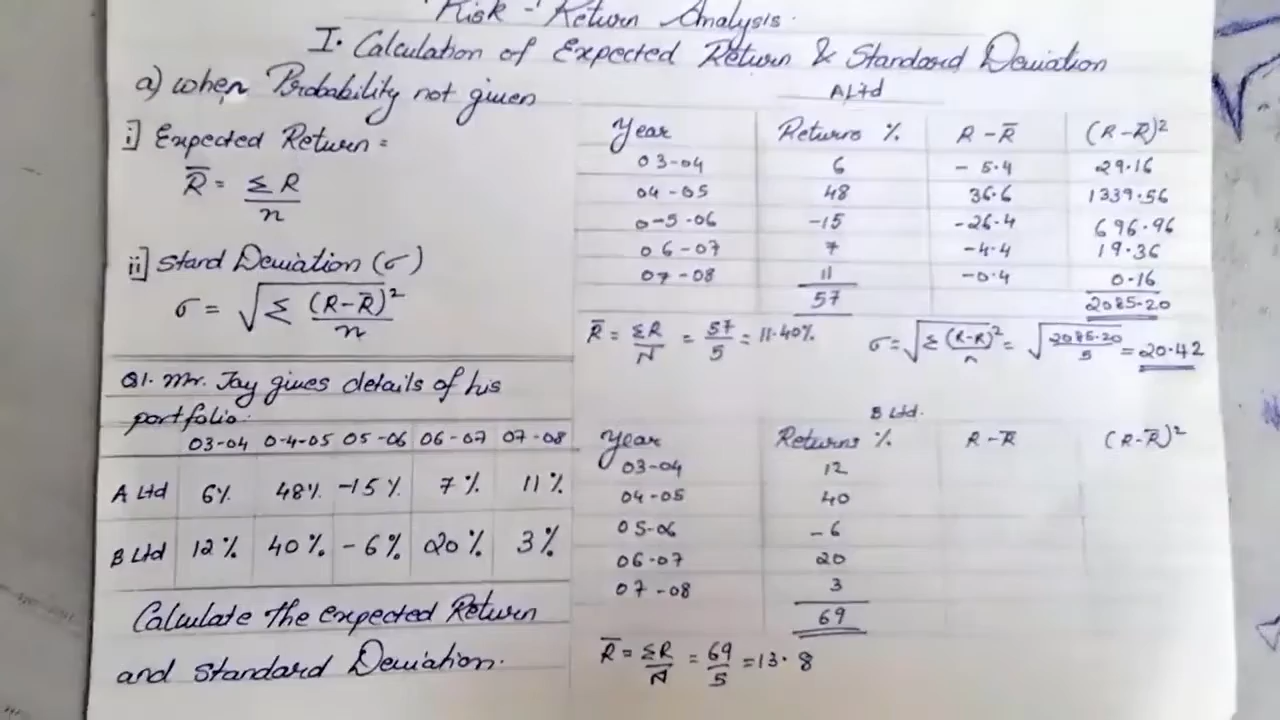 Risk - Return Analysis.
I. Calculation of Expected Return & Standard Deviation
a) when Probability not given
i] Expected Return =
R̅ = Σ R / n
ii] Stand Deviation (σ)
σ = √Σ (R-R̅)² / n
Q1. Mr. Jay gives details of his
portfolio.
03-04 0-4-05 05-06 06-07 07-08
A Ltd 6% 48% -15% 7% 11%
B Ltd 12% 40% -6% 20% 3%
Calculate the expected Return
and Standard Deviation.
A Ltd
Year Returns % R-R̅ (R-R̅)²
03-04 6 -5.4 29.16
04-05 48 36.6 1339.56
0-5-06 -15 -26.4 696.96
06-07 7 -4.4 19.36
07-08 11 -0.4 0.16
57 2085.20
R̅ = ΣR / N = 57 / 5 = 11.40% σ = √Σ (R-R)² / n = √2085.20 / 5 = 20.42
B Ltd.
Year Returns % R-R̅ (R-R̅)²
03-04 12
04-05 40
05-06 -6
06-07 20
07-08 3
69
R̅ = ΣR / N = 69 / 5 = 13.8